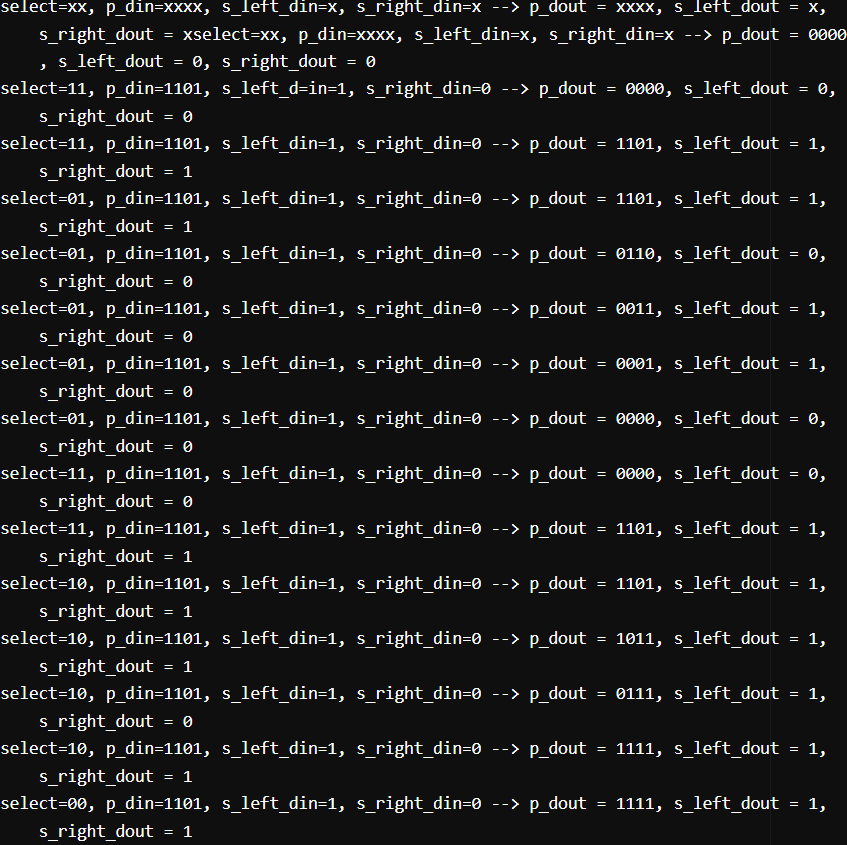 select=xx, p_din=xxxx, s_left_din=x, s_right_din=x --> p_dout = xxxx, s_left_dout = x,
s_right_dout = xselect=xx, p_din=xxxx, s_left_din=x, s_right_din=x --> p_dout = 0000
, s_left_dout = 0, s_right_dout = 0
select=11, p_din=1101, s_left_d=in=1, s_right_din=0 --> p_dout = 0000, s_left_dout = 0,
s_right_dout = 0
select=11, p_din=1101, s_left_din=1, s_right_din=0 --> p_dout = 1101, s_left_dout = 1,
s_right_dout = 1
select=01, p_din=1101, s_left_din=1, s_right_din=0 --> p_dout = 1101, s_left_dout = 1,
s_right_dout = 1
select=01, p_din=1101, s_left_din=1, s_right_din=0 --> p_dout = 0110, s_left_dout = 0,
s_right_dout = 0
select=01, p_din=1101, s_left_din=1, s_right_din=0 --> p_dout = 0011, s_left_dout = 1,
s_right_dout = 0
select=01, p_din=1101, s_left_din=1, s_right_din=0 --> p_dout = 0001, s_left_dout = 1,
s_right_dout = 0
select=01, p_din=1101, s_left_din=1, s_right_din=0 --> p_dout = 0000, s_left_dout = 0,
s_right_dout = 0
select=11, p_din=1101, s_left_din=1, s_right_din=0 --> p_dout = 0000, s_left_dout = 0,
s_right_dout = 0
select=11, p_din=1101, s_left_din=1, s_right_din=0 --> p_dout = 1101, s_left_dout = 1,
s_right_dout = 1
select=10, p_din=1101, s_left_din=1, s_right_din=0 --> p_dout = 1101, s_left_dout = 1,
s_right_dout = 1
select=10, p_din=1101, s_left_din=1, s_right_din=0 --> p_dout = 1011, s_left_dout = 1,
s_right_dout = 1
select=10, p_din=1101, s_left_din=1, s_right_din=0 --> p_dout = 0111, s_left_dout = 1,
s_right_dout = 0
select=10, p_din=1101, s_left_din=1, s_right_din=0 --> p_dout = 1111, s_left_dout = 1,
s_right_dout = 1
select=00, p_din=1101, s_left_din=1, s_right_din=0 --> p_dout = 1111, s_left_dout = 1,
s_right_dout = 1